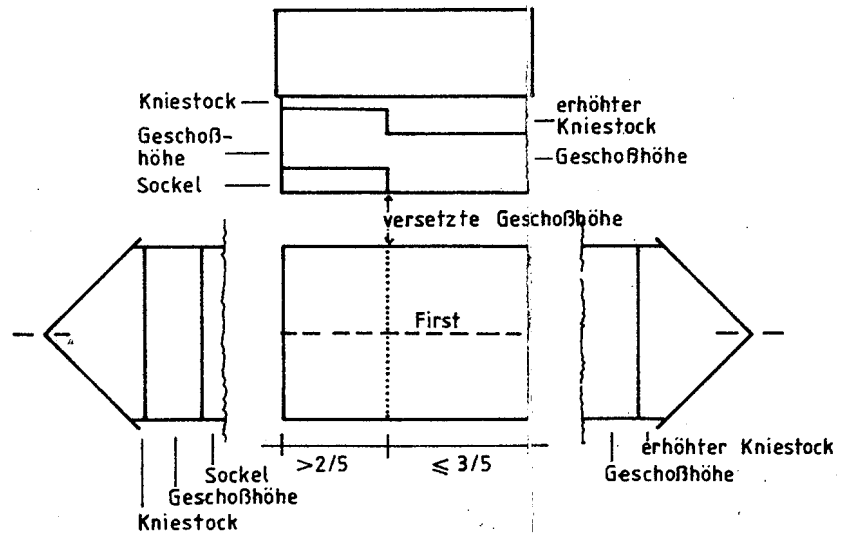 Kniestock
Geschoß-
höhe
Sockel
erhöhter
Kniestock
Geschoßhöhe
versetzte Geschoßhöhe
First
>2/5
≤ 3/5
Sockel
Geschoßhöhe
Kniestock
erhöhter Kniestock
Geschoßhöhe